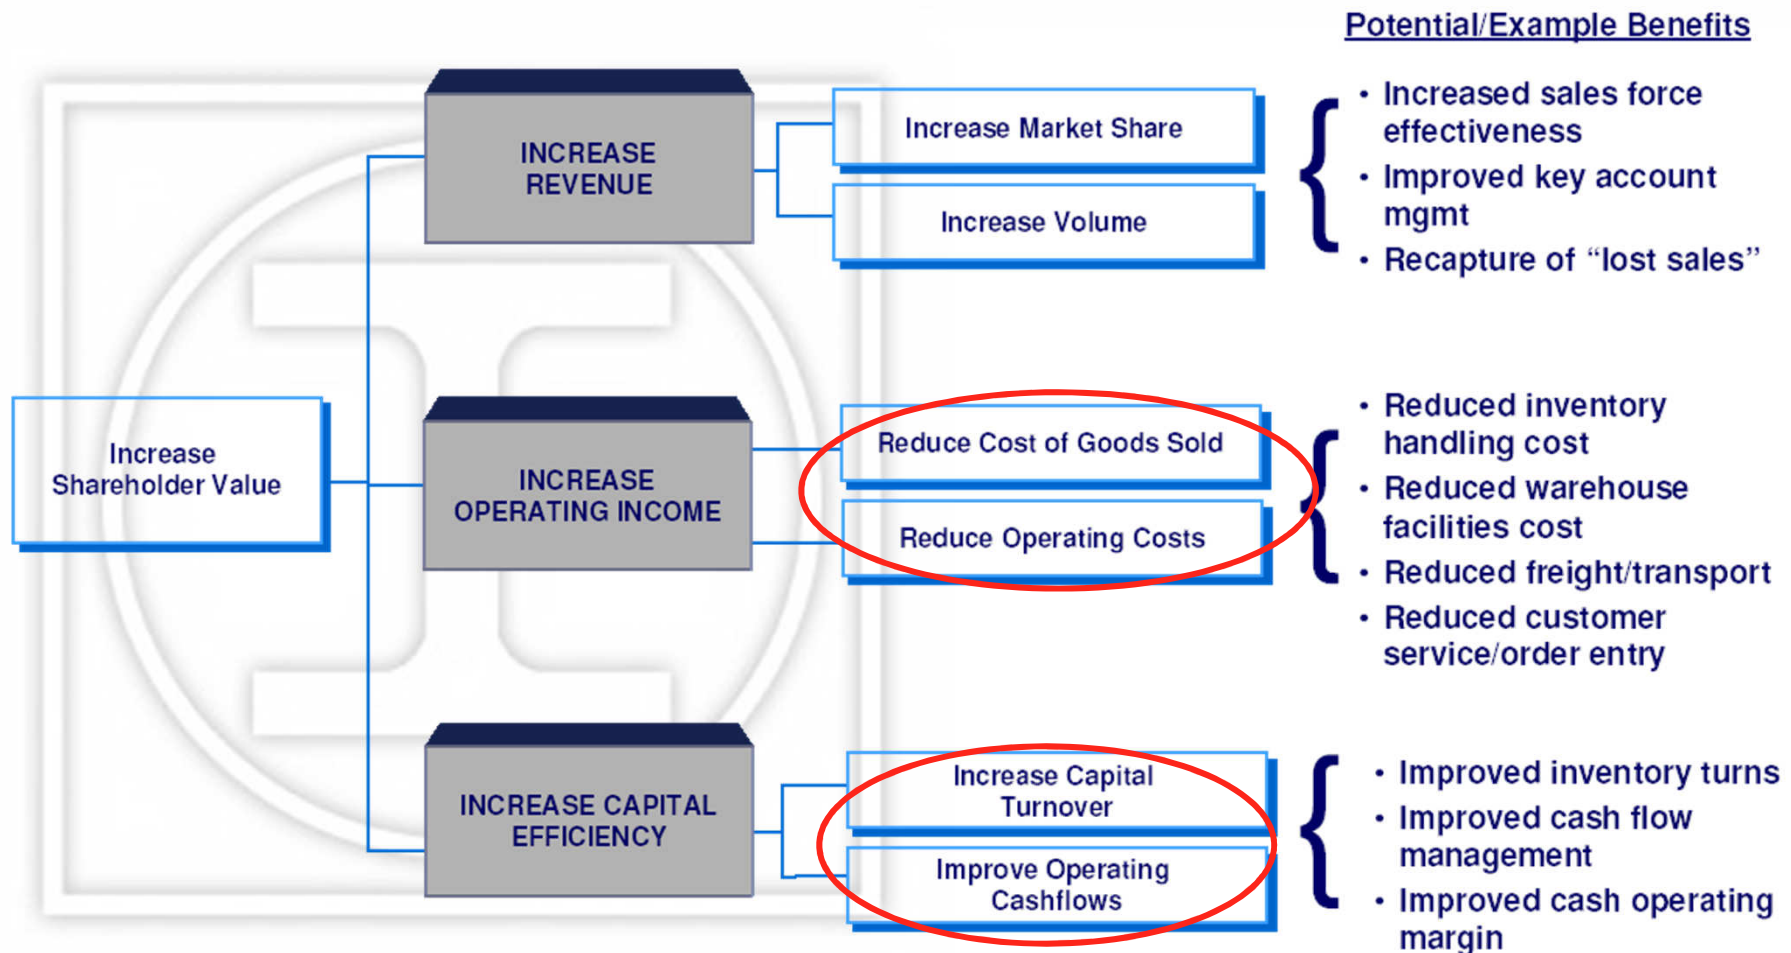 Potential/Example Benefits
INCREASE
REVENUE
Increase Market Share
Increase Volume
• Increased sales force
effectiveness
• Improved key account
mgmt
• Recapture of “lost sales”
Increase
Shareholder Value
INCREASE
OPERATING INCOME
Reduce Cost of Goods Sold
Reduce Operating Costs
• Reduced inventory
handling cost
• Reduced warehouse
facilities cost
• Reduced freight/transport
• Reduced customer
service/order entry
INCREASE CAPITAL
EFFICIENCY
Increase Capital
Turnover
Improve Operating
Cashflows
• Improved inventory turns
• Improved cash flow
management
• Improved cash operating
margin